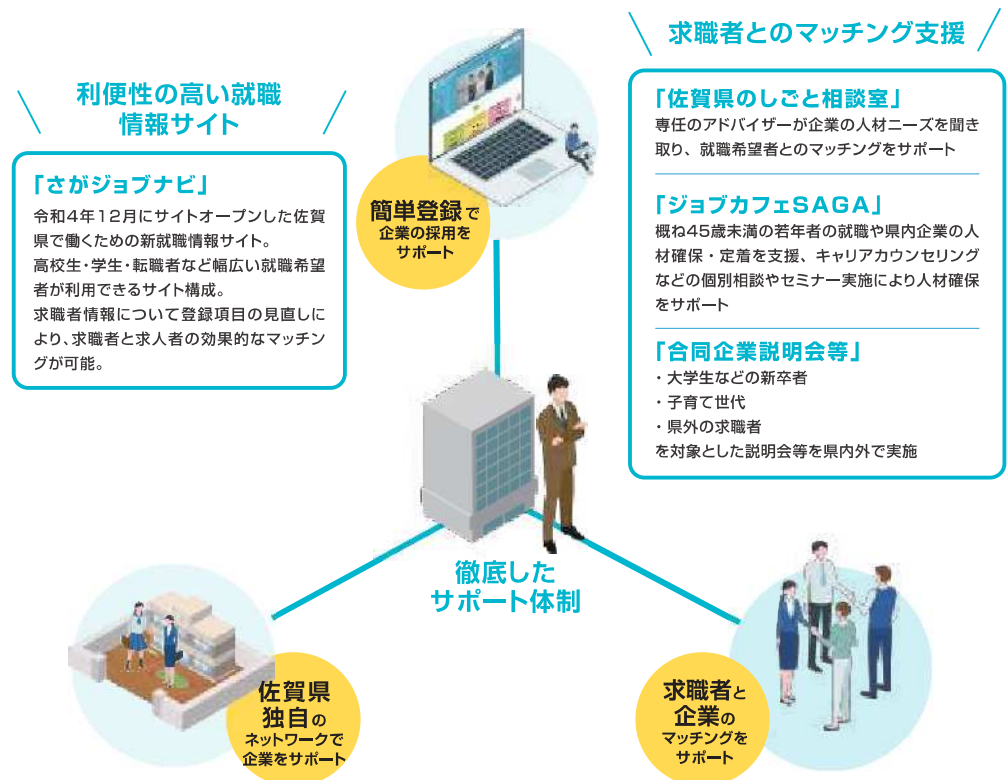 利便性の高い就職
情報サイト
「さがジョブナビ」
令和4年12月にサイトオープンした佐賀
県で働くための新就職情報サイト。
高校生・学生・転職者など幅広い就職希望
者が利用できるサイト構成。
求職者情報について登録項目の見直しに
より、求職者と求人者の効果的なマッチン
グが可能。
簡単登録で
企業の採用を
サポート
求職者とのマッチング支援
「佐賀県のしごと相談室」
専任のアドバイザーが企業の人材ニーズを聞き
取り、就職希望者とのマッチングをサポート
「ジョブカフェSAGA」
概ね45歳未満の若年者の就職や県内企業の人
材確保・定着を支援、キャリアカウンセリング
などの個別相談やセミナー実施により人材確保
をサポート
「合同企業説明会等」
・大学生などの新卒者
・子育て世代
・県外の求職者
を対象とした説明会等を県内外で実施
徹底した
サポート体制
佐賀県
独自の
ネットワークで
企業をサポート
求職者と
企業の
マッチングを
サポート